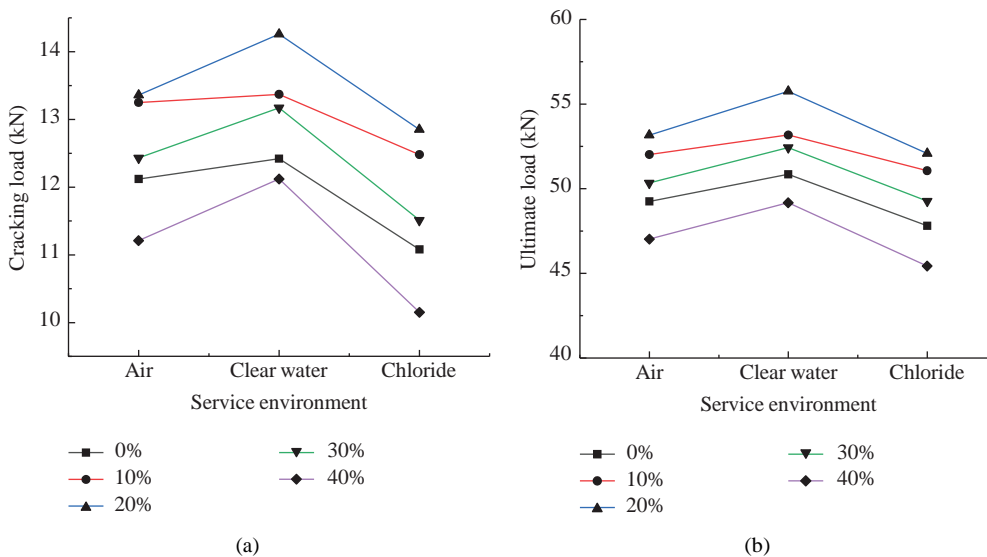 14
13
12
11
10
Cracking load (kN)
Air
Clear water
Chloride
Service environment
0%
10%
20%
30%
40%
(a)
60
55
50
45
40
Ultimate load (kN)
Air
Clear water
Chloride
Service environment
0%
10%
20%
30%
40%
(b)